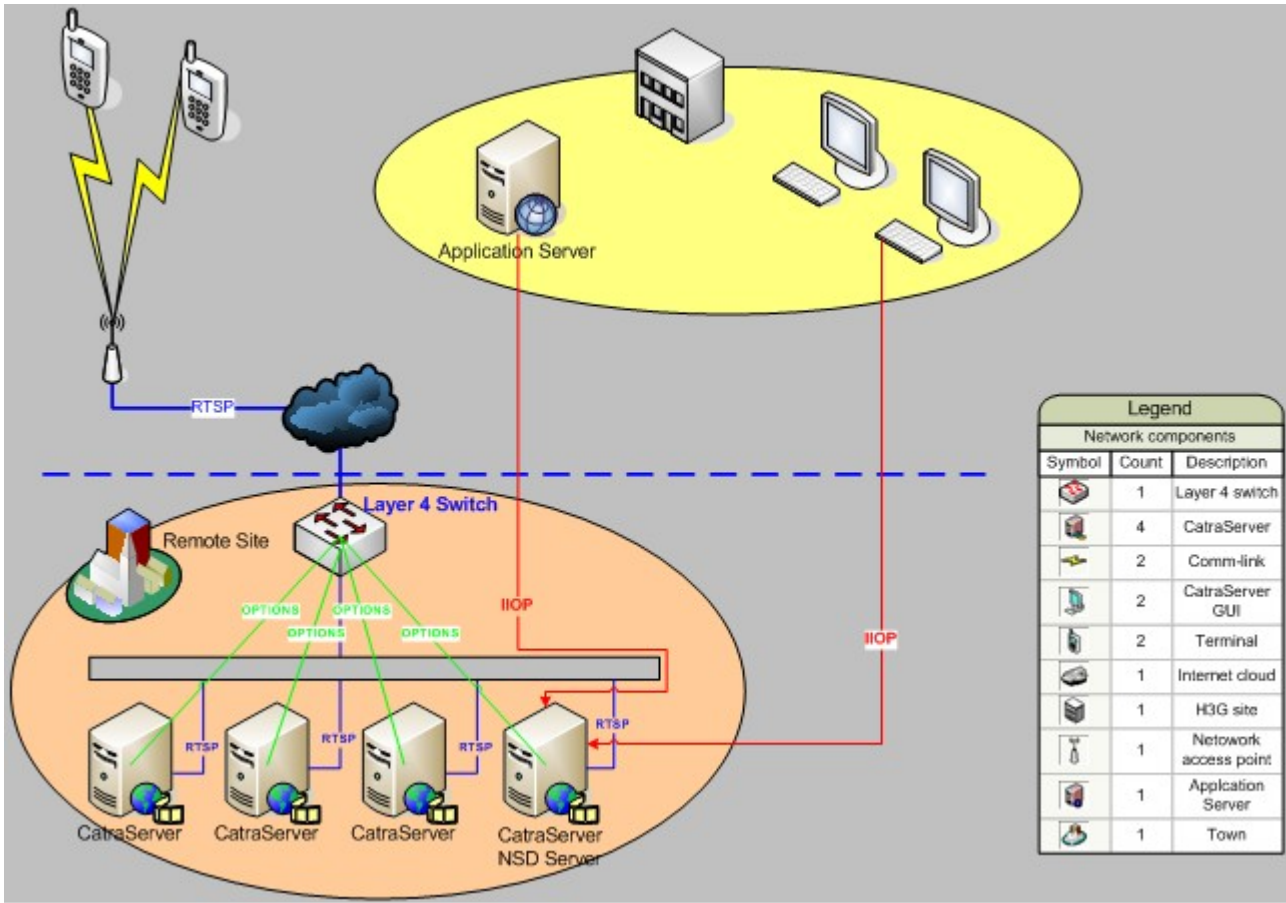 Application Server
RTSP
Layer 4 Switch
Remote Site
OPTIONS
OPTIONS
OPTIONS
OPTIONS
IIOP
IIOP
RTSP
RTSP
RTSP
RTSP
CatraServer
CatraServer
CatraServer
CatraServer
NSD Server
Legend
Network components
Symbol Count Description
1 Layer 4 switch
4 CatraServer
2 Comm-link
2 CatraServer
GUI
2 Terminal
1 Internet cloud
1 H3G site
1 Netowork
access point
1 Applcation
Server
1 Town